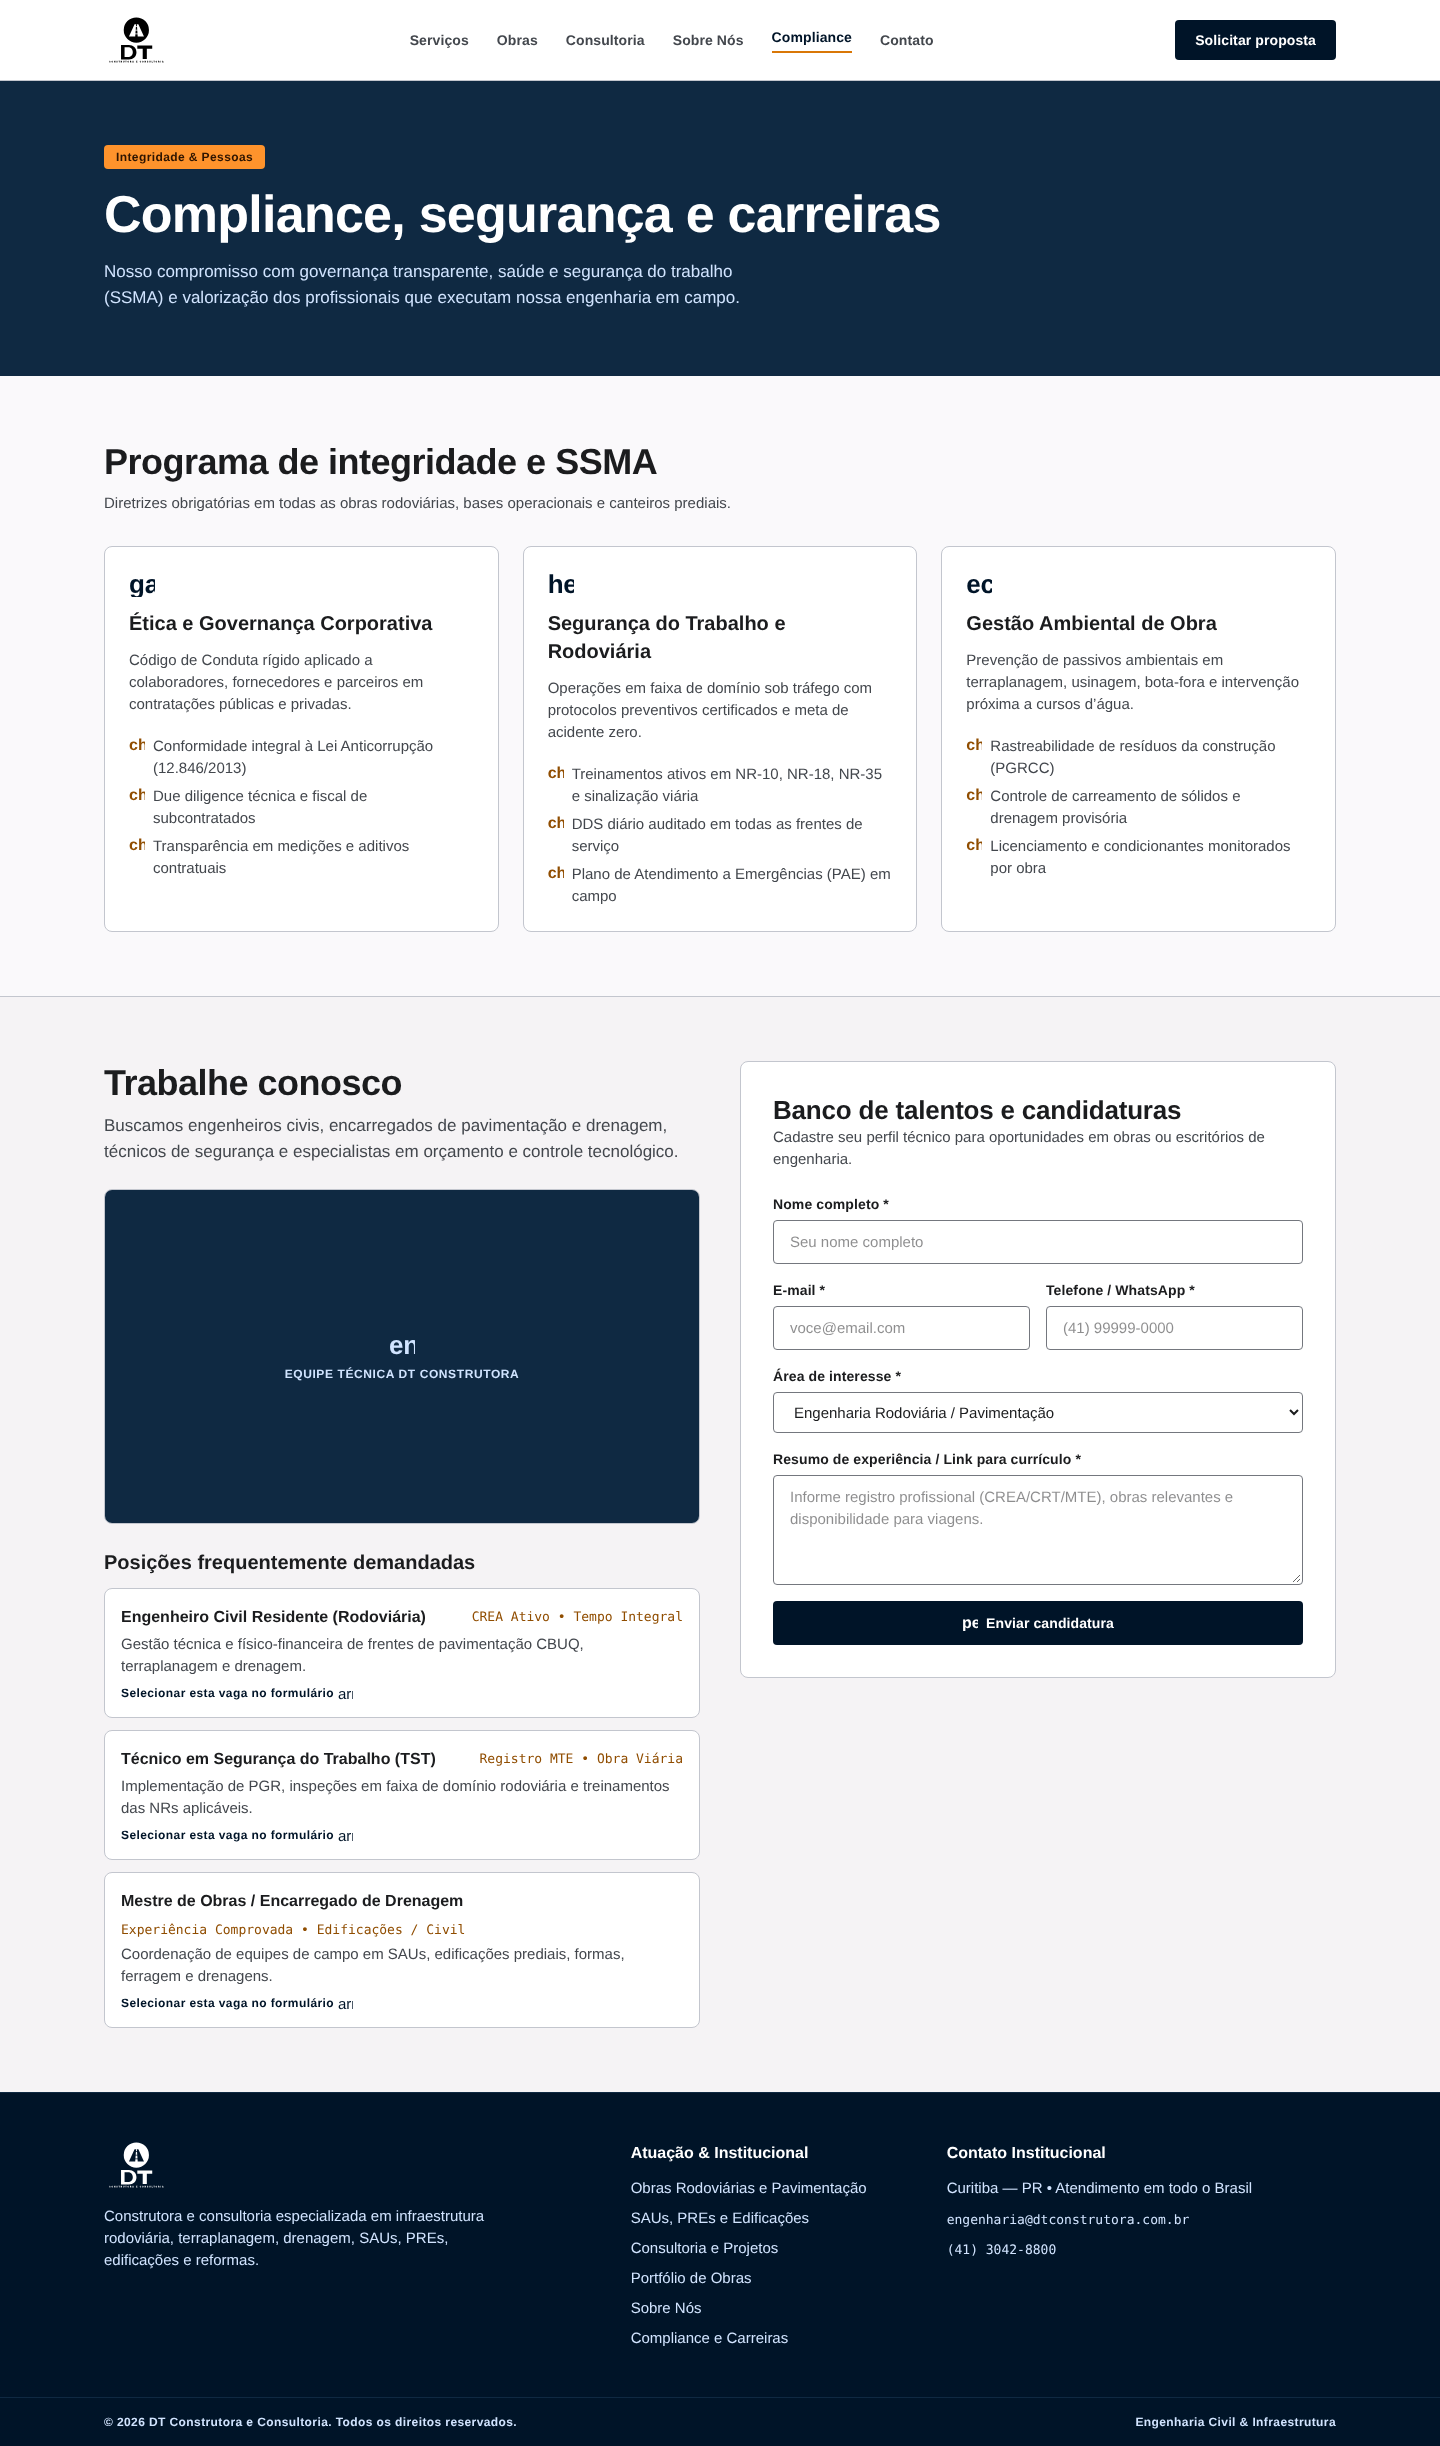 DT
Serviços
Obras
Consultoria
Sobre Nós
Compliance
Contato
Solicitar proposta
Integridade & Pessoas
Compliance, segurança e carreiras
Nosso compromisso com governança transparente, saúde e segurança do trabalho
(SSMA) e valorização dos profissionais que executam nossa engenharia em campo.
Programa de integridade e SSMA
Diretrizes obrigatórias em todas as obras rodoviárias, bases operacionais e canteiros prediais.
ga
Ética e Governança Corporativa
Código de Conduta rígido aplicado a
colaboradores, fornecedores e parceiros em
contratações públicas e privadas.
ch Conformidade integral à Lei Anticorrupção
(12.846/2013)
ch Due diligence técnica e fiscal de
subcontratados
ch Transparência em medições e aditivos
contratuais
he
Segurança do Trabalho e
Rodoviária
Operações em faixa de domínio sob tráfego com
protocolos preventivos certificados e meta de
acidente zero.
ch Treinamentos ativos em NR-10, NR-18, NR-35
e sinalização viária
ch DDS diário auditado em todas as frentes de
serviço
ch Plano de Atendimento a Emergências (PAE) em
campo
ec
Gestão Ambiental de Obra
Prevenção de passivos ambientais em
terraplanagem, usinagem, bota-fora e intervenção
próxima a cursos d'água.
ch Rastreabilidade de resíduos da construção
(PGRCC)
ch Controle de carreamento de sólidos e
drenagem provisória
ch Licenciamento e condicionantes monitorados
por obra
Trabalhe conosco
Buscamos engenheiros civis, encarregados de pavimentação e drenagem,
técnicos de segurança e especialistas em orçamento e controle tecnológico.
en
EQUIPE TÉCNICA DT CONSTRUTORA
Posições frequentemente demandadas
Engenheiro Civil Residente (Rodoviária)
CREA Ativo • Tempo Integral
Gestão técnica e físico-financeira de frentes de pavimentação CBUQ,
terraplanagem e drenagem.
Selecionar esta vaga no formulário arr
Técnico em Segurança do Trabalho (TST)
Registro MTE • Obra Viária
Implementação de PGR, inspeções em faixa de domínio rodoviária e treinamentos
das NRs aplicáveis.
Selecionar esta vaga no formulário arr
Mestre de Obras / Encarregado de Drenagem
Experiência Comprovada • Edificações / Civil
Coordenação de equipes de campo em SAUs, edificações prediais, formas,
ferragem e drenagens.
Selecionar esta vaga no formulário arr
Banco de talentos e candidaturas
Cadastre seu perfil técnico para oportunidades em obras ou escritórios de
engenharia.
Nome completo *
Seu nome completo
E-mail *
voce@email.com
Telefone / WhatsApp *
(41) 99999-0000
Área de interesse *
Engenharia Rodoviária / Pavimentação
Resumo de experiência / Link para currículo *
Informe registro profissional (CREA/CRT/MTE), obras relevantes e
disponibilidade para viagens.
pe Enviar candidatura
DT
Construtora e consultoria especializada em infraestrutura
rodoviária, terraplanagem, drenagem, SAUs, PREs,
edificações e reformas.
Atuação & Institucional
Obras Rodoviárias e Pavimentação
SAUs, PREs e Edificações
Consultoria e Projetos
Portfólio de Obras
Sobre Nós
Compliance e Carreiras
Contato Institucional
Curitiba — PR • Atendimento em todo o Brasil
engenharia@dtconstrutora.com.br
(41) 3042-8800
© 2026 DT Construtora e Consultoria. Todos os direitos reservados.
Engenharia Civil & Infraestrutura